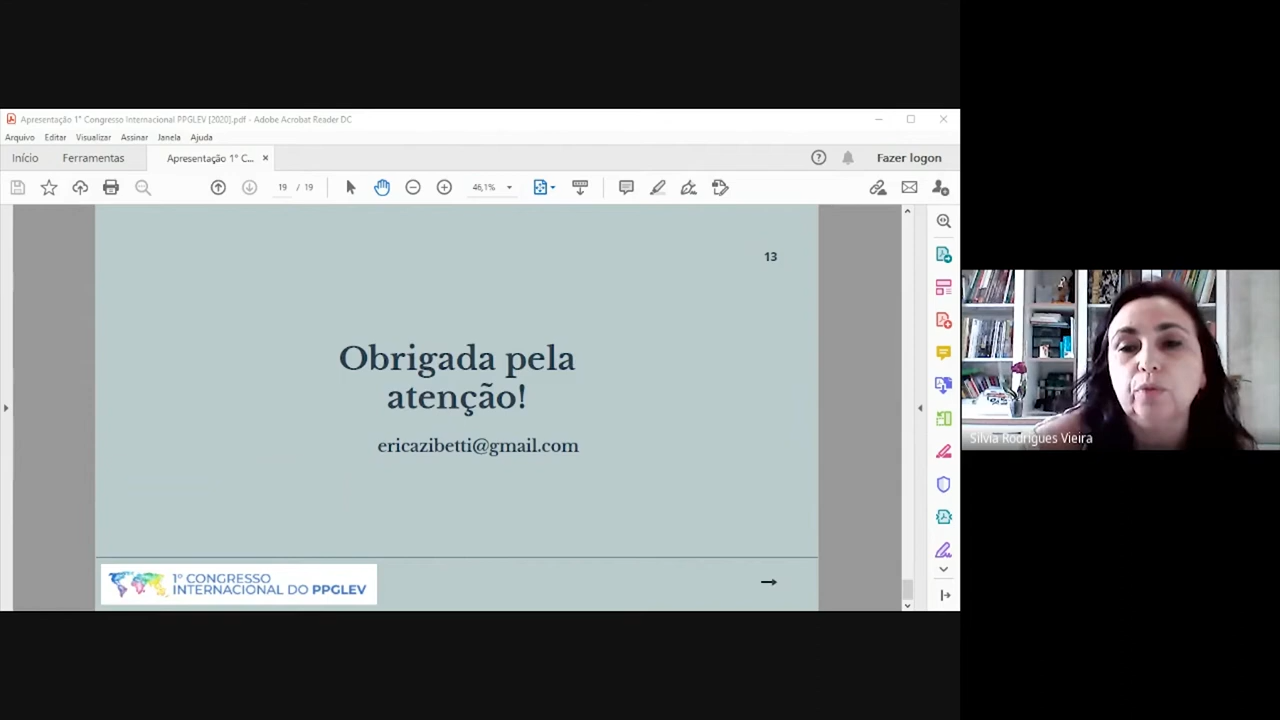 Apresentação 1° Congresso Internacional PPGLEV [2020].pdf - Adobe Acrobat Reader DC
Arquivo Editar Visualizar Assinar Janela Ajuda
Início Ferramentas Apresentação 1° C... × Fazer logon
19 / 19 46,1%
13
Obrigada pela
atenção!
ericazibetti@gmail.com
1º CONGRESSO
INTERNACIONAL DO PPGLEV
Silvia Rodrigues Vieira